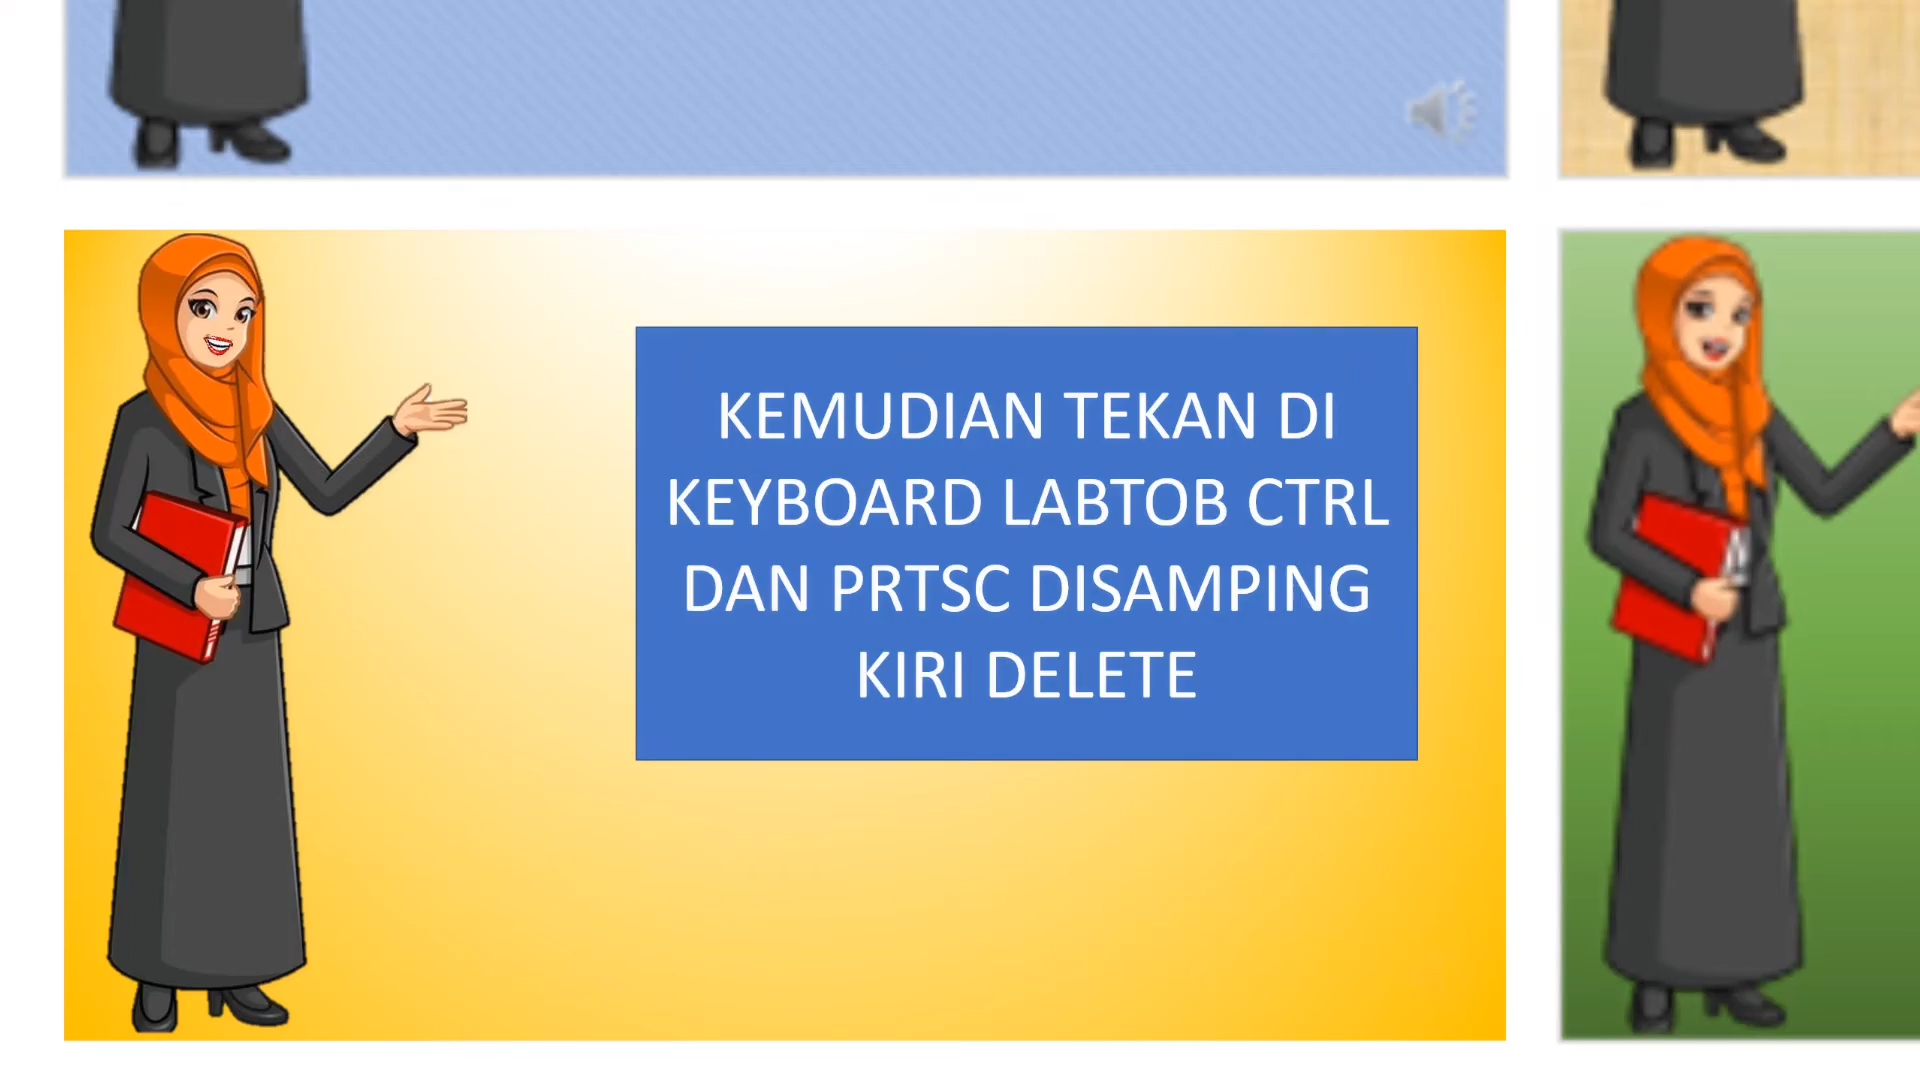 KEMUDIAN TEKAN DI
KEYBOARD LABTOB CTRL
DAN PRTSC DISAMPING
KIRI DELETE